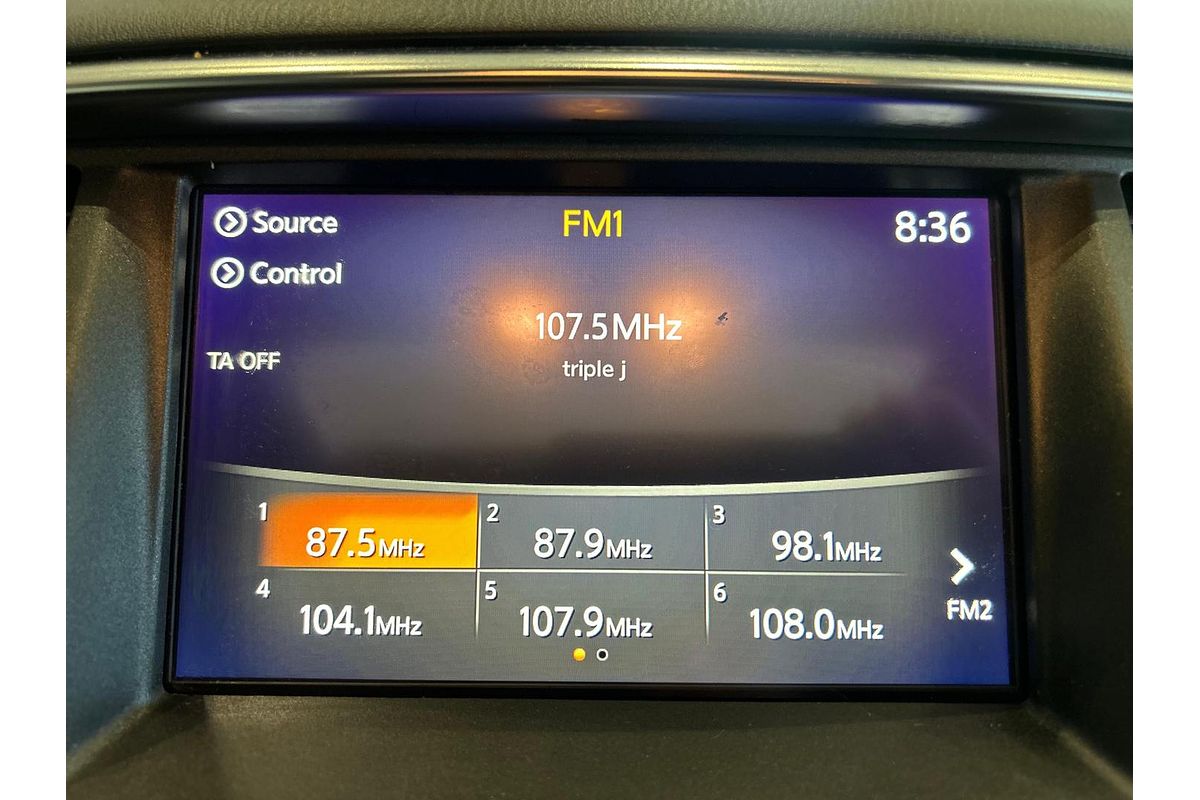 Source
FM1
8:36
Control
107.5MHz
TA OFF
triple j
1
87.5MHz
2
87.9MHz
3
98.1MHz
4
104.1MHz
5
107.9MHz
6
108.0MHz
FM2